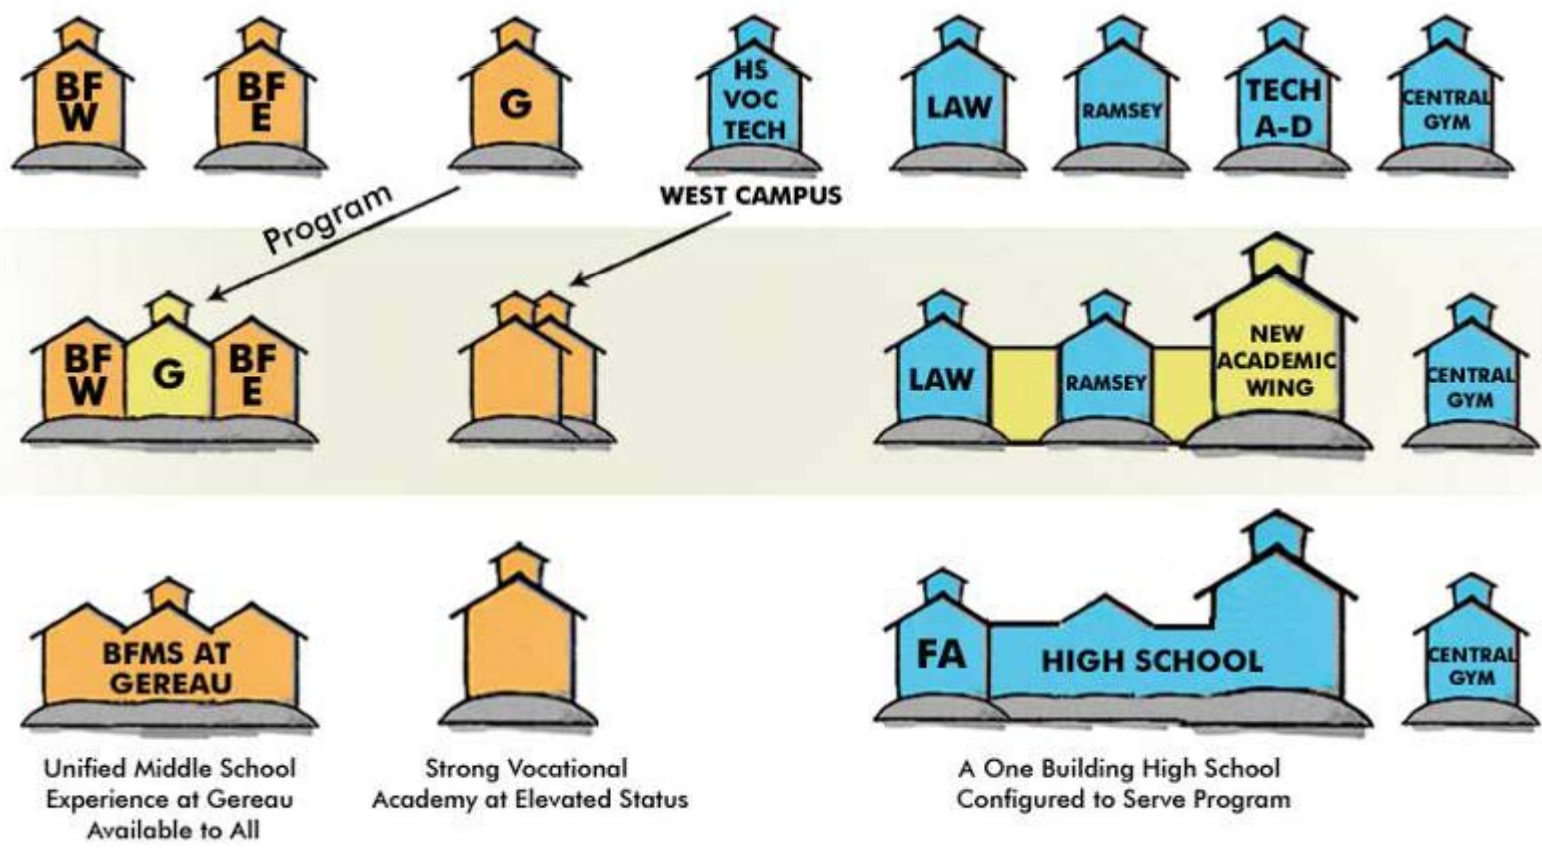 BF
W
BF
E
G
HS
VOC
TECH
LAW
RAMSEY
TECH
A-D
CENTRAL
GYM
WEST CAMPUS
Program
BF
W
G
BF
E
LAW
RAMSEY
NEW
ACADEMIC
WING
CENTRAL
GYM
BFMS AT
GEREAU
FA
HIGH SCHOOL
CENTRAL
GYM
Unified Middle School
Experience at Gereau
Available to All
Strong Vocational
Academy at Elevated Status
A One Building High School
Configured to Serve Program